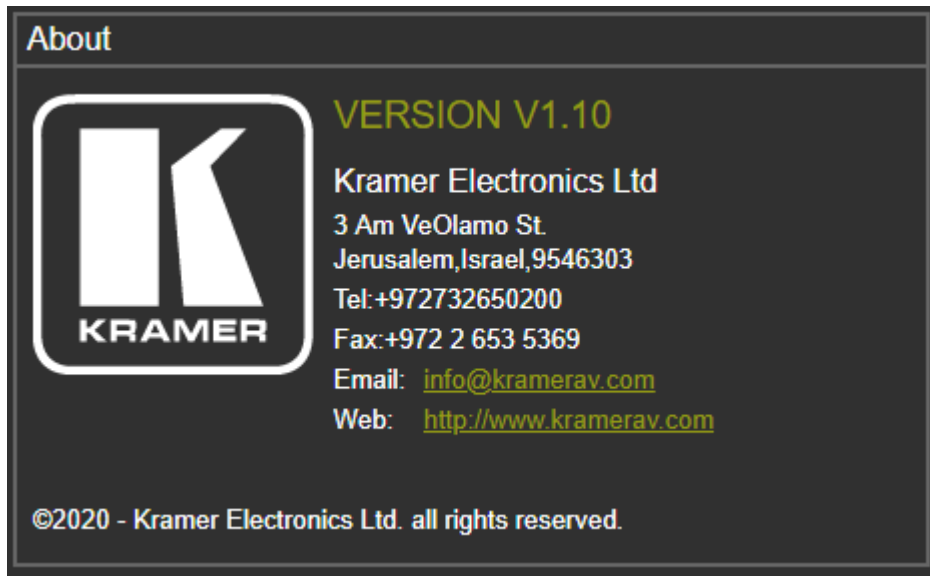 About
VERSION V1.10
Kramer Electronics Ltd
3 Am VeOlamo St.
Jerusalem,Israel,9546303
Tel:+972732650200
Fax:+972 2 653 5369
Email: info@kramerav.com
Web: http://www.kramerav.com
KRAMER
©2020 - Kramer Electronics Ltd. all rights reserved.